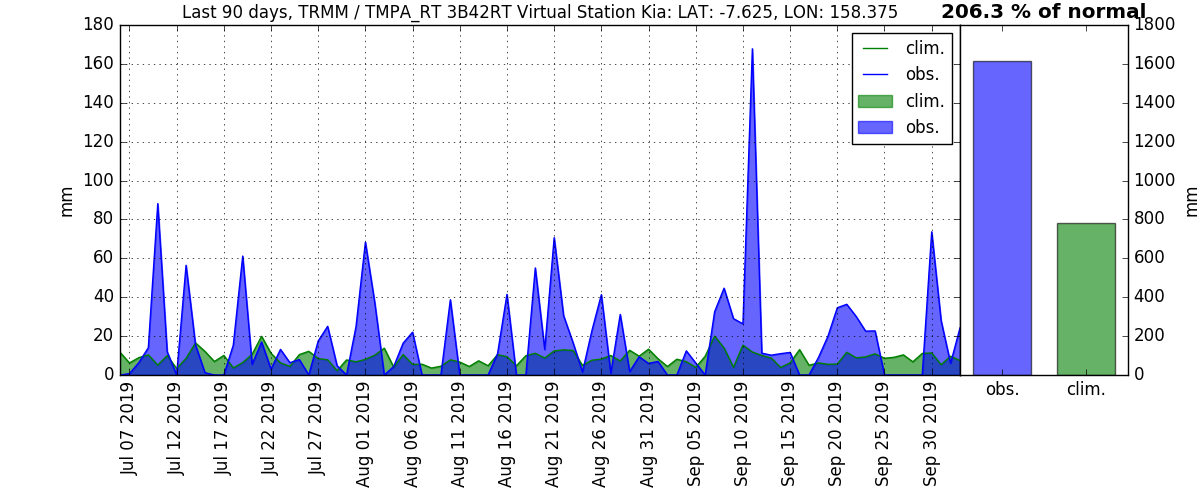 Last 90 days, TRMM / TMPA_RT 3B42RT Virtual Station Kia: LAT: -7.625, LON: 158.375
206.3 % of normal
180
160
140
120
100
80
60
40
20
0
mm
clim.
obs.
clim.
obs.
Jul 07 2019
Jul 12 2019
Jul 17 2019
Jul 22 2019
Jul 27 2019
Aug 01 2019
Aug 06 2019
Aug 11 2019
Aug 16 2019
Aug 21 2019
Aug 26 2019
Aug 31 2019
Sep 05 2019
Sep 10 2019
Sep 15 2019
Sep 20 2019
Sep 25 2019
Sep 30 2019
obs.
clim.
1800
1600
1400
1200
1000
800
600
400
200
0
mm